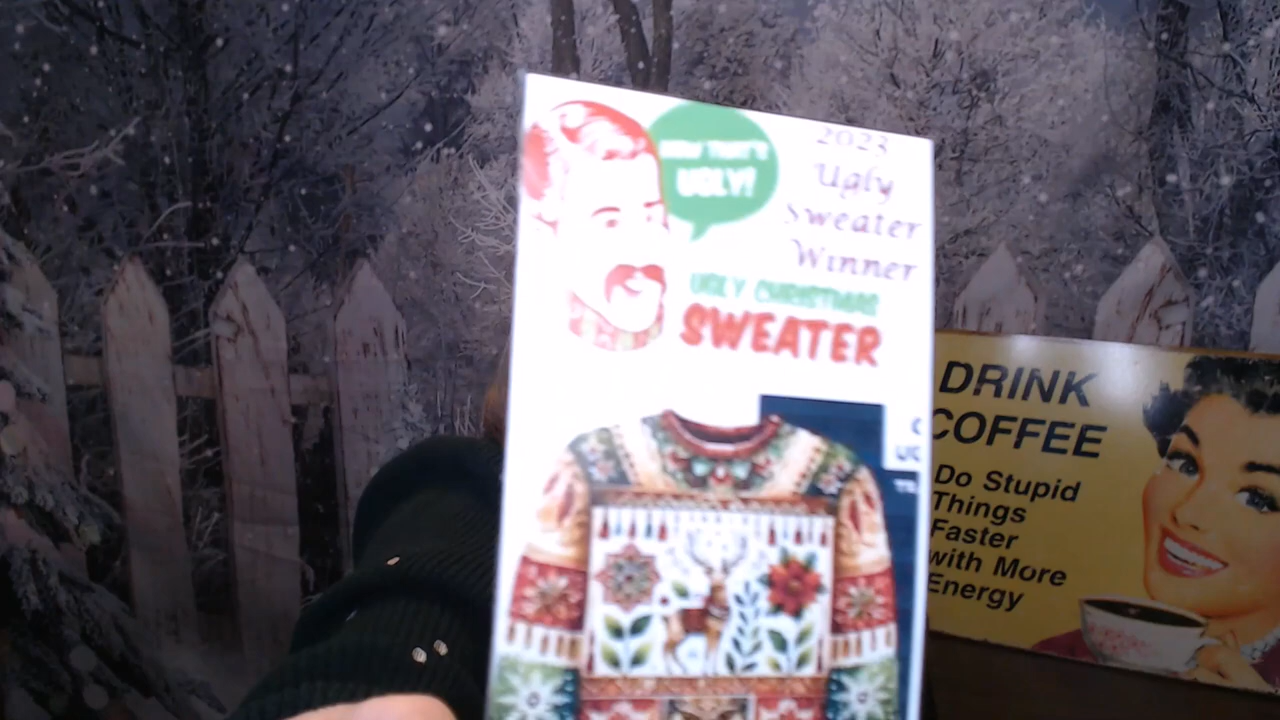 NOW THAT'S
UGLY!
2023
Ugly
Sweater
Winner
UGLY CHRISTMAS
SWEATER
DRINK
COFFEE
Do Stupid
Things
Faster
with More
Energy